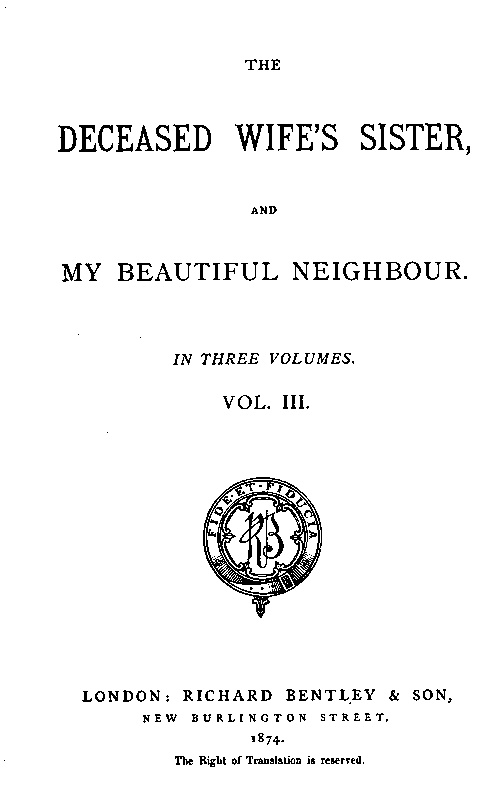 THE
DECEASED WIFE'S SISTER,
AND
MY BEAUTIFUL NEIGHBOUR.
IN THREE VOLUMES.
VOL. III.
FIDE·ET·FIDUCIA
RB
LONDON: RICHARD BENTLEY & SON,
NEW BURLINGTON STREET.
1874.
The Right of Translation is reserved.